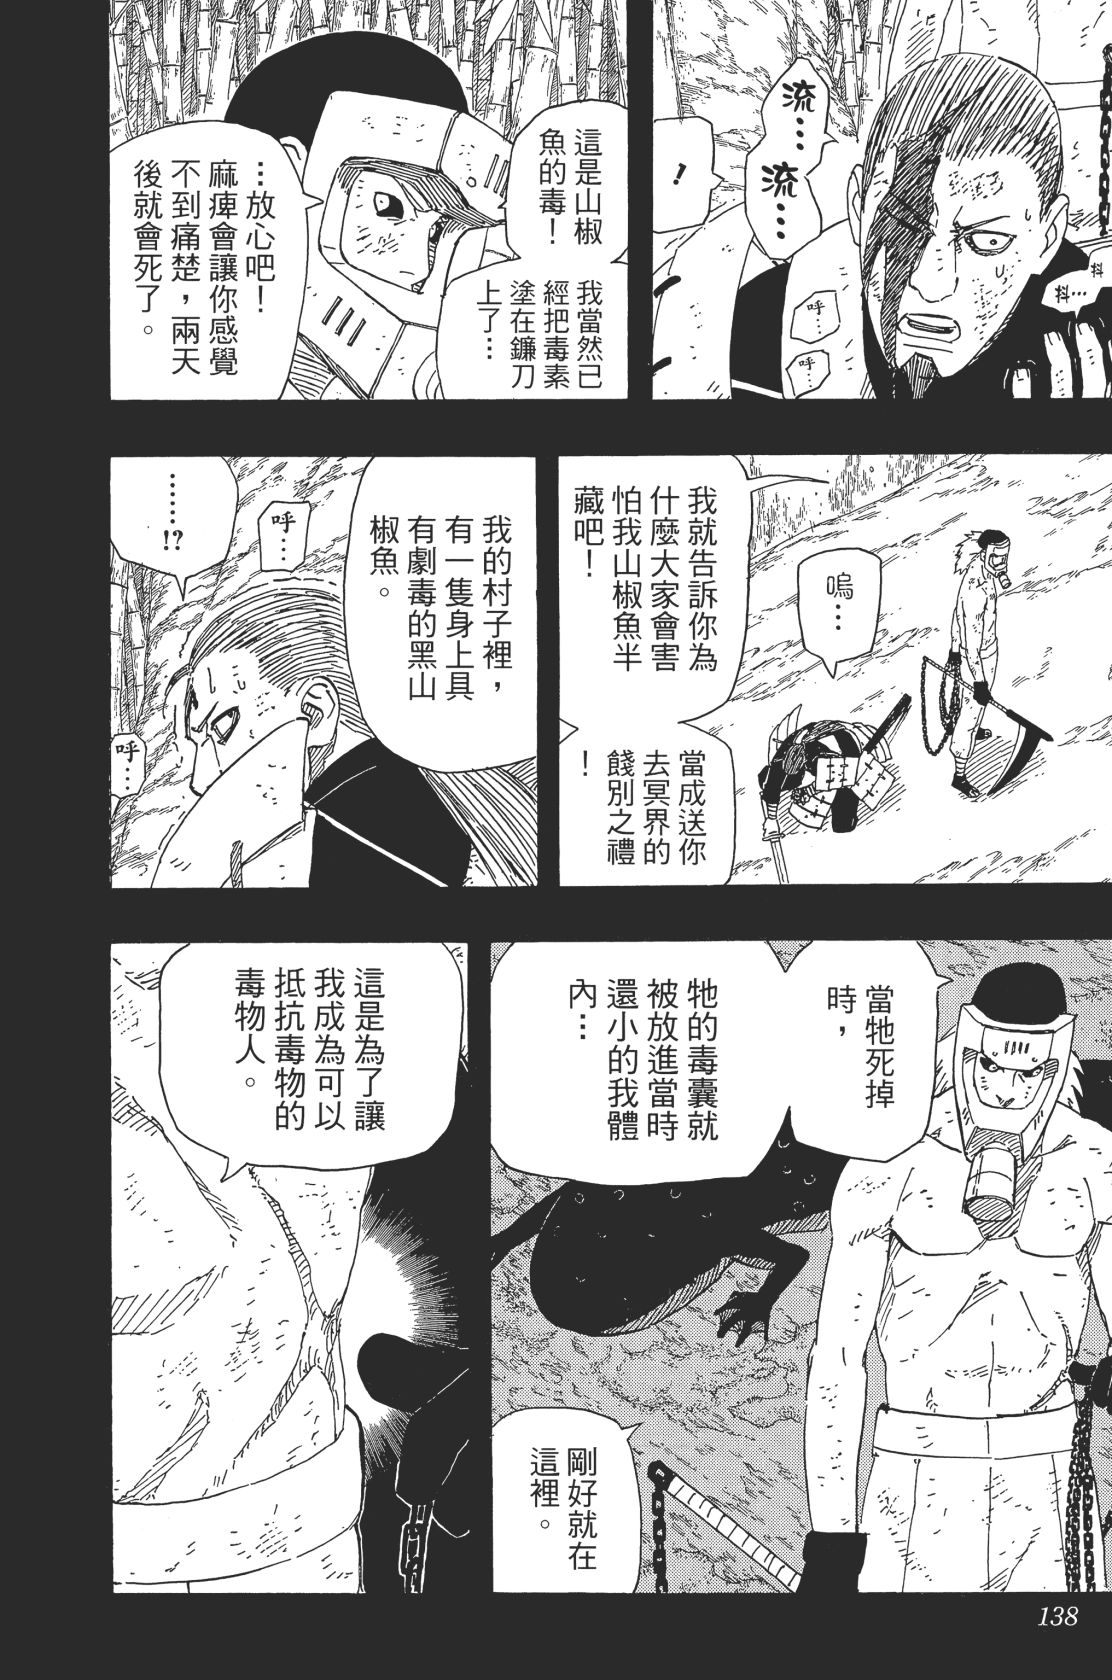 流…
流…
！
呼…
呼…
抖…
抖
這是山椒
魚的毒！
我當然已
經把毒素
塗在鐮刀
上了…
…放心吧！
麻痺會讓你感覺
不到痛楚，兩天
後就會死了。
我就告訴你為
什麼大家會害
怕我山椒魚半
藏吧！
嗚…
當成送你
去冥界的
餞別之禮
！
我的村子裡，
有一隻身上具
有劇毒的黑山
椒魚。
……!?
呼…
呼…
當牠死掉
時，
牠的毒囊就
被放進當時
還小的我體
內…
剛好就在
這裡。
這是為了讓
我成為可以
抵抗毒物的
毒物人。
138